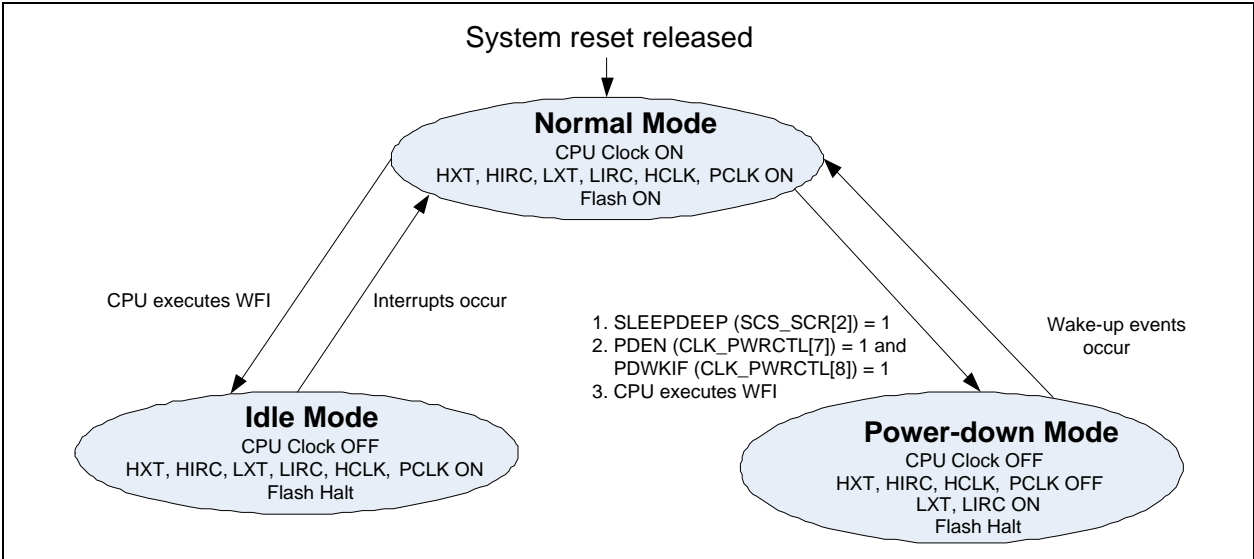 System reset released
Normal Mode
CPU Clock ON
HXT, HIRC, LXT, LIRC, HCLK, PCLK ON
Flash ON
CPU executes WFI
Interrupts occur
1. SLEEPDEEP (SCS_SCR[2]) = 1
2. PDEN (CLK_PWRCTL[7]) = 1 and
PDWKIF (CLK_PWRCTL[8]) = 1
3. CPU executes WFI
Wake-up events
occur
Idle Mode
CPU Clock OFF
HXT, HIRC, LXT, LIRC, HCLK, PCLK ON
Flash Halt
Power-down Mode
CPU Clock OFF
HXT, HIRC, HCLK, PCLK OFF
LXT, LIRC ON
Flash Halt